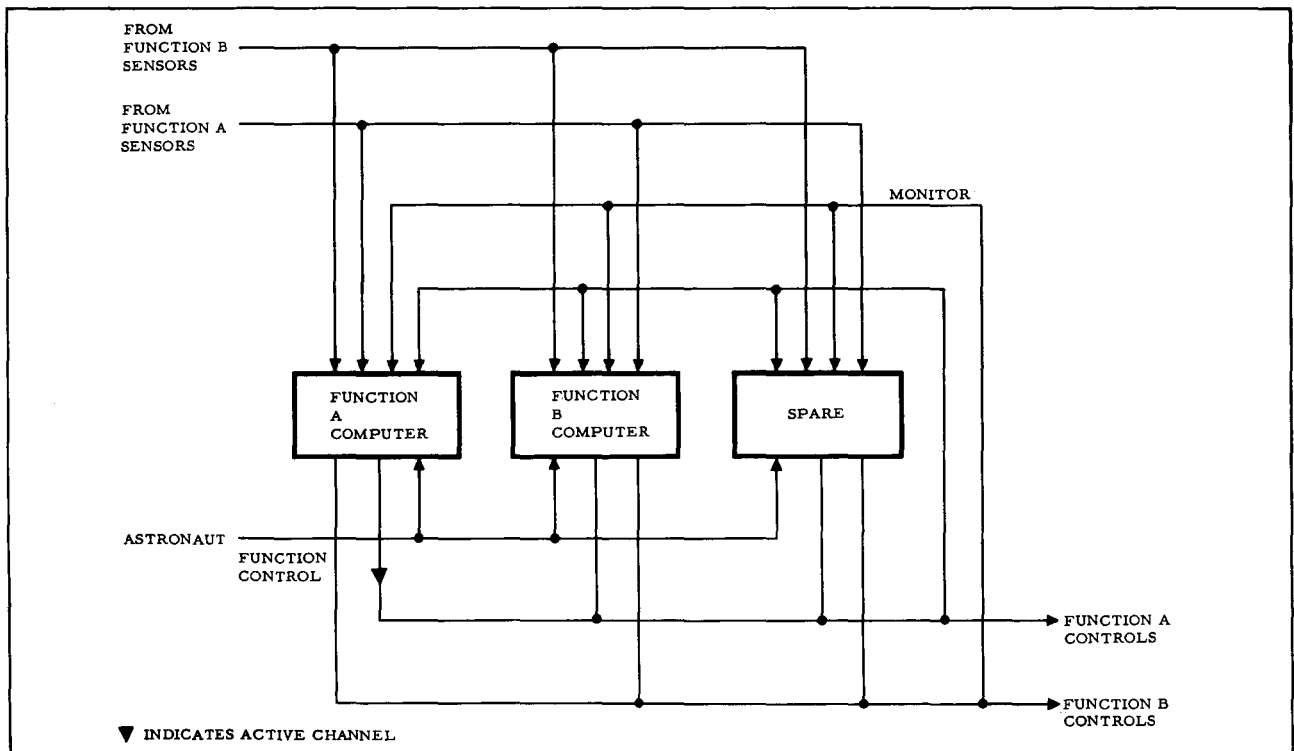 FROM
FUNCTION B
SENSORS
FROM
FUNCTION A
SENSORS
MONITOR
FUNCTION
A
COMPUTER
FUNCTION
B
COMPUTER
SPARE
ASTRONAUT
FUNCTION
CONTROL
FUNCTION A
CONTROLS
FUNCTION B
CONTROLS
▼ INDICATES ACTIVE CHANNEL